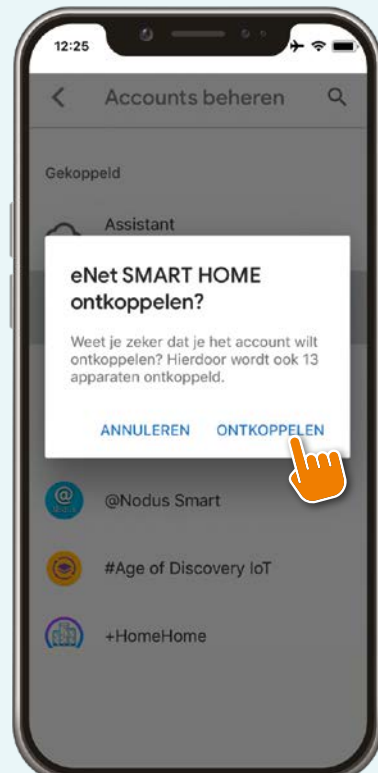 12:25
Accounts beheren
Gekoppeld
Assistant
eNet SMART HOME
ontkoppelen?
Weet je zeker dat je het account wilt
ontkoppelen? Hierdoor wordt ook 13
apparaten ontkoppeld.
ANNULEREN ONTKOPPELEN
@Nodus Smart
#Age of Discovery IoT
+HomeHome